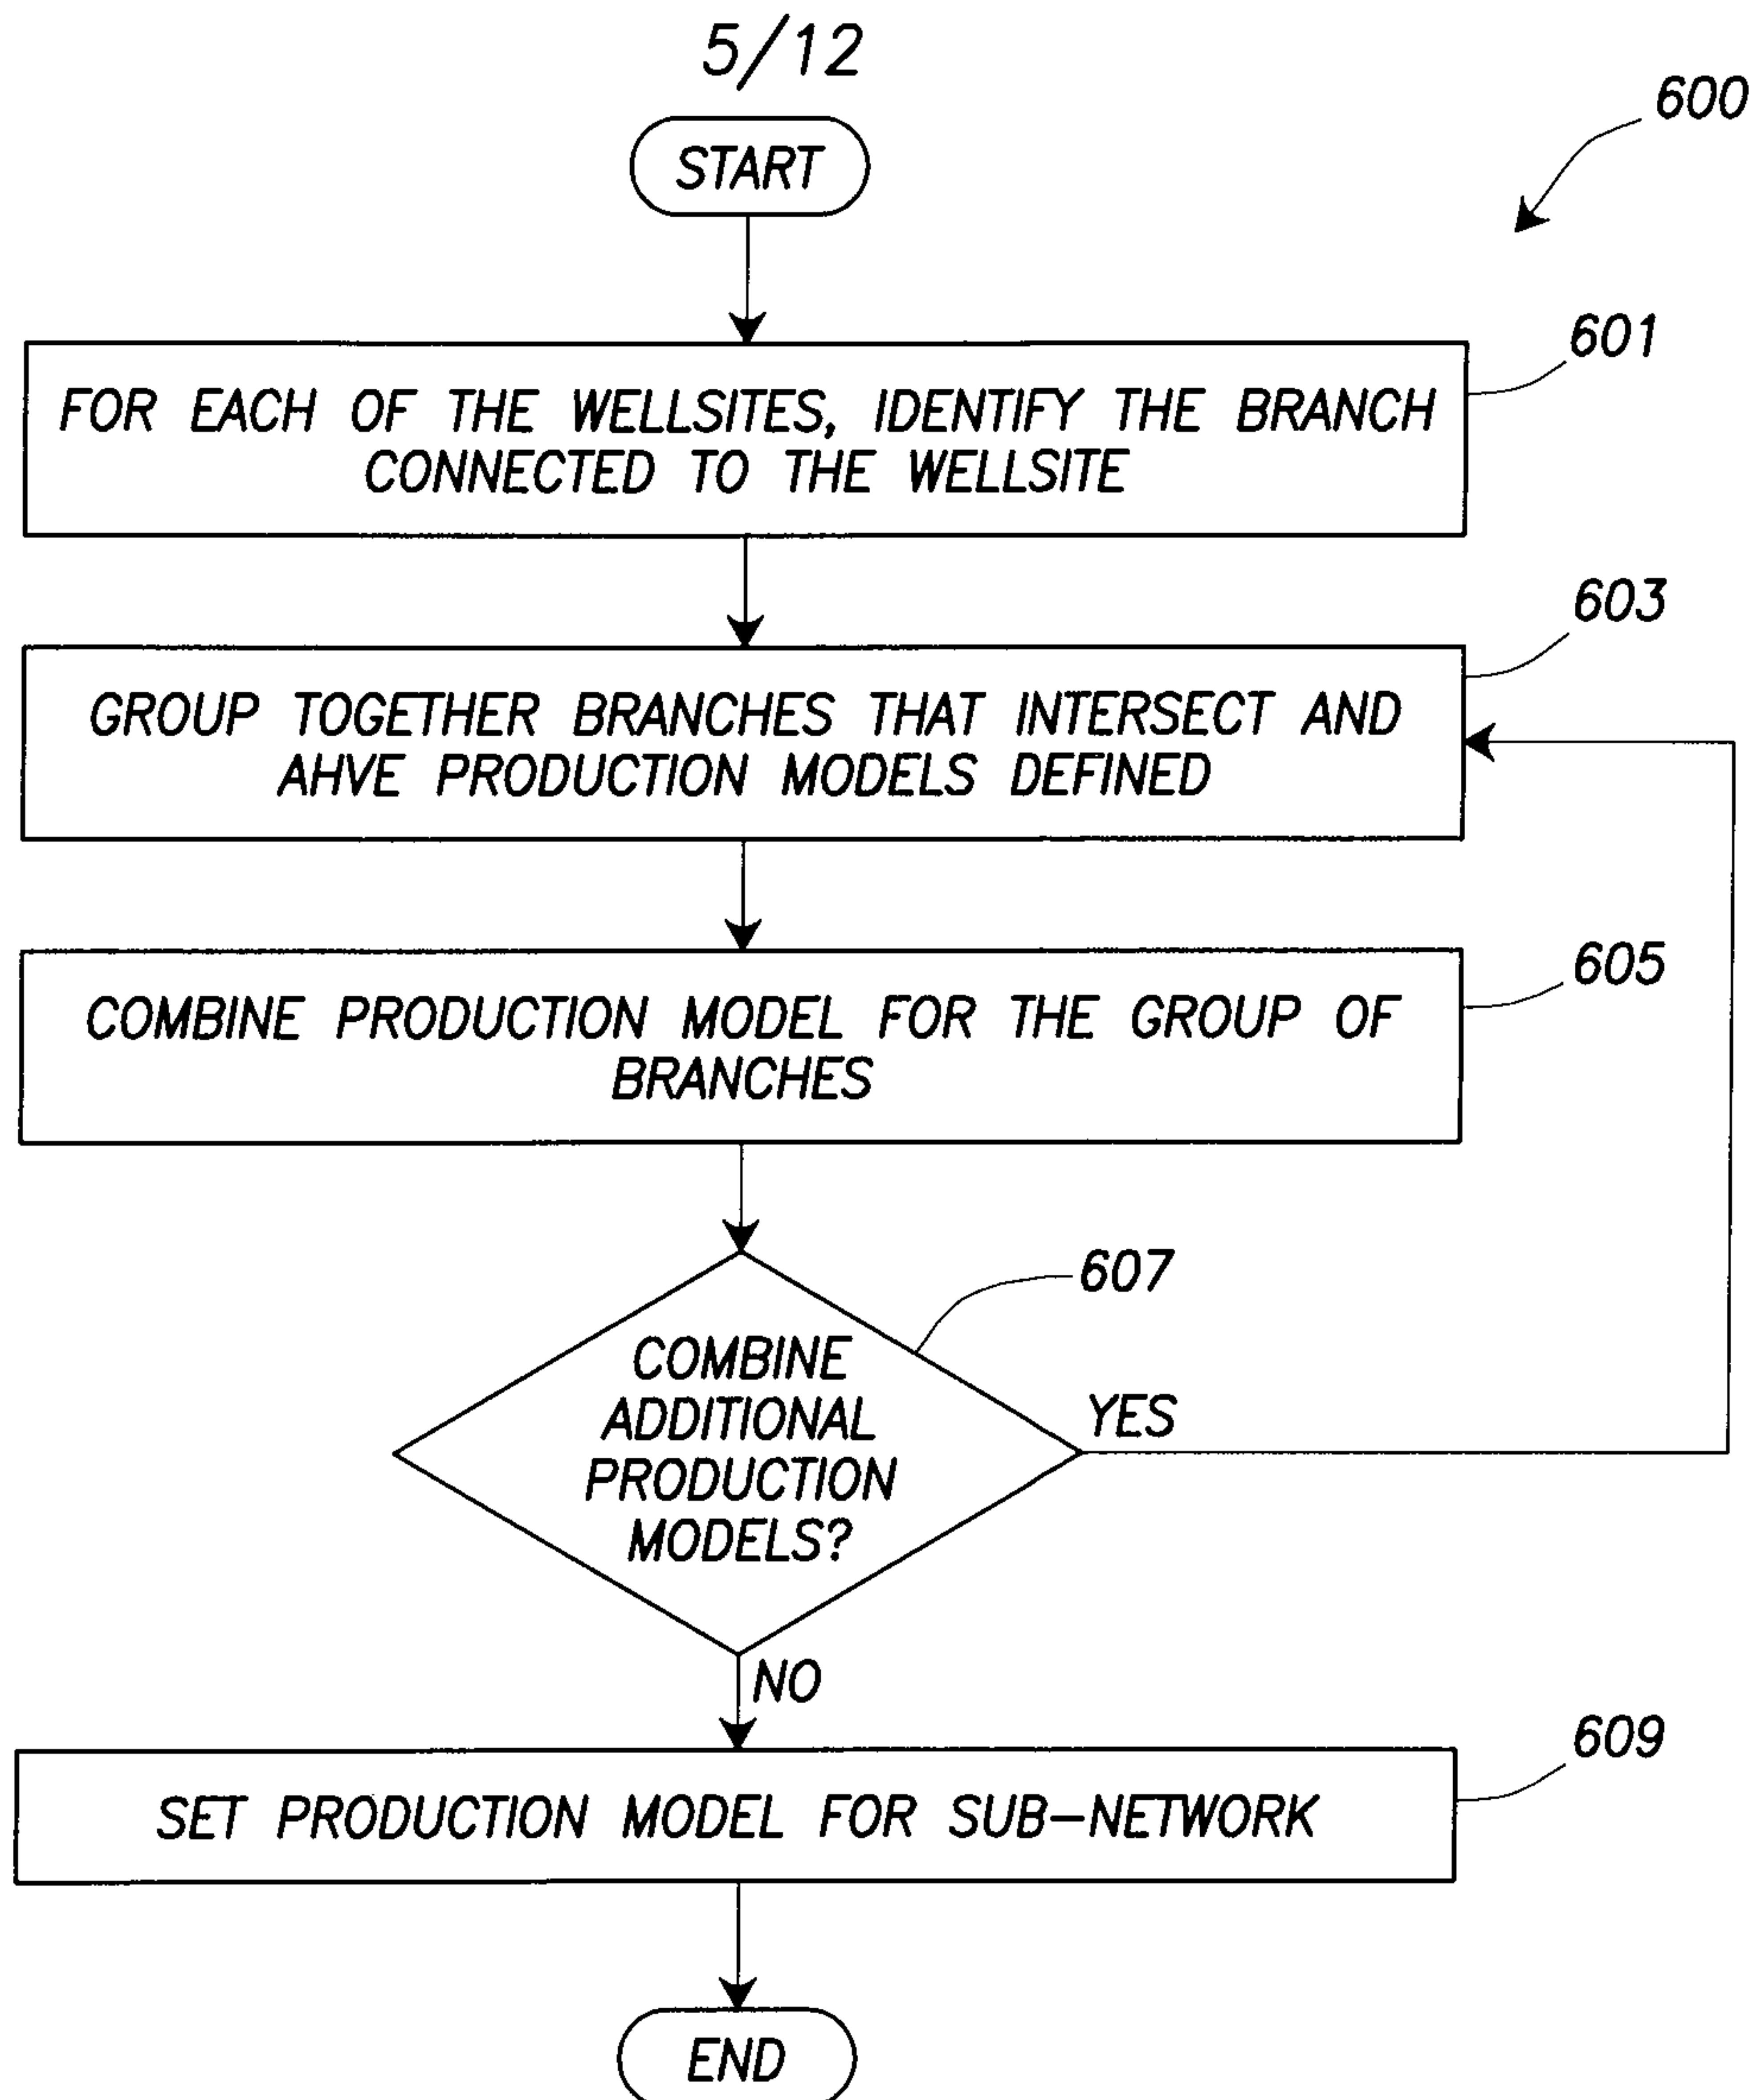 5/12
600
START
601
FOR EACH OF THE WELLSITES, IDENTIFY THE BRANCH
CONNECTED TO THE WELLSITE
603
GROUP TOGETHER BRANCHES THAT INTERSECT AND
AHVE PRODUCTION MODELS DEFINED
605
COMBINE PRODUCTION MODEL FOR THE GROUP OF
BRANCHES
607
COMBINE
ADDITIONAL
PRODUCTION
MODELS?
YES
NO
609
SET PRODUCTION MODEL FOR SUB-NETWORK
END